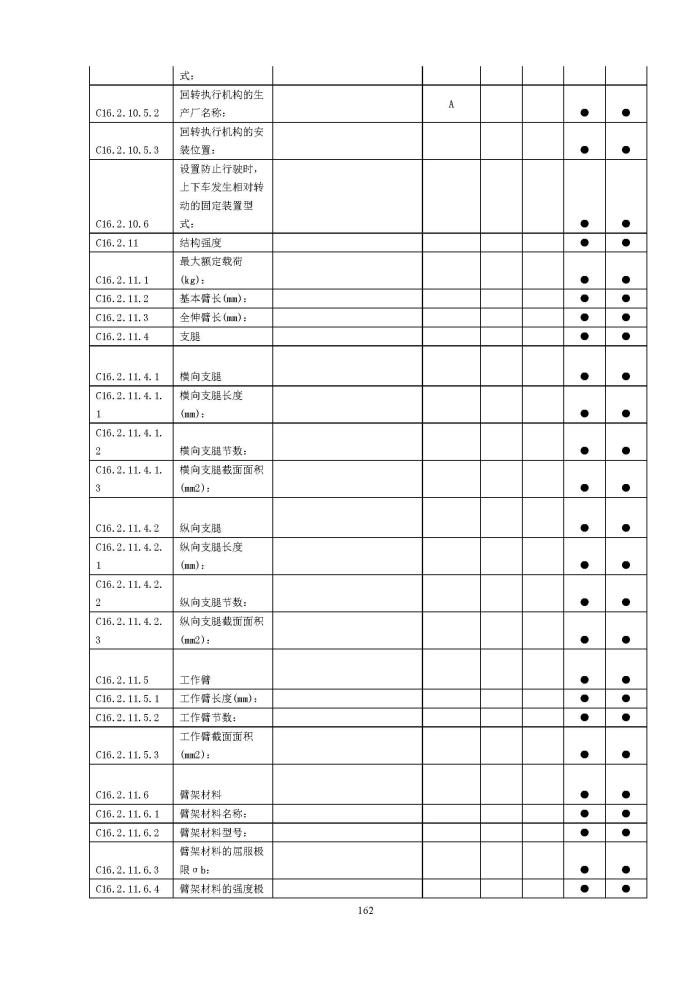 式：
回转执行机构的生
A
C16.2.10.5.2 产厂名称： ● ●
回转执行机构的安
C16.2.10.5.3 装位置： ● ●
设置防止行驶时，
上下车发生相对转
动的固定装置型
C16.2.10.6 式： ● ●
C16.2.11 结构强度 ● ●
最大额定载荷
C16.2.11.1 (kg)： ● ●
C16.2.11.2 基本臂长(mm)： ● ●
C16.2.11.3 全伸臂长(mm)： ● ●
C16.2.11.4 支腿 ● ●
C16.2.11.4.1 横向支腿 ● ●
C16.2.11.4.1. 横向支腿长度
1 (mm)： ● ●
C16.2.11.4.1.
2 横向支腿节数： ● ●
C16.2.11.4.1. 横向支腿截面面积
3 (mm2)： ● ●
C16.2.11.4.2 纵向支腿 ● ●
C16.2.11.4.2. 纵向支腿长度
1 (mm)： ● ●
C16.2.11.4.2.
2 纵向支腿节数： ● ●
C16.2.11.4.2. 纵向支腿截面面积
3 (mm2)： ● ●
C16.2.11.5 工作臂 ● ●
C16.2.11.5.1 工作臂长度(mm)： ● ●
C16.2.11.5.2 工作臂节数： ● ●
工作臂截面面积
C16.2.11.5.3 (mm2)： ● ●
C16.2.11.6 臂架材料 ● ●
C16.2.11.6.1 臂架材料名称： ● ●
C16.2.11.6.2 臂架材料型号： ● ●
臂架材料的屈服极
C16.2.11.6.3 限σb： ● ●
C16.2.11.6.4 臂架材料的强度极 ● ●
162